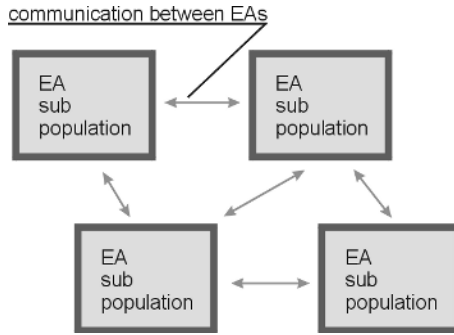 communication between EAs
EA
sub
population
EA
sub
population
EA
sub
population
EA
sub
population